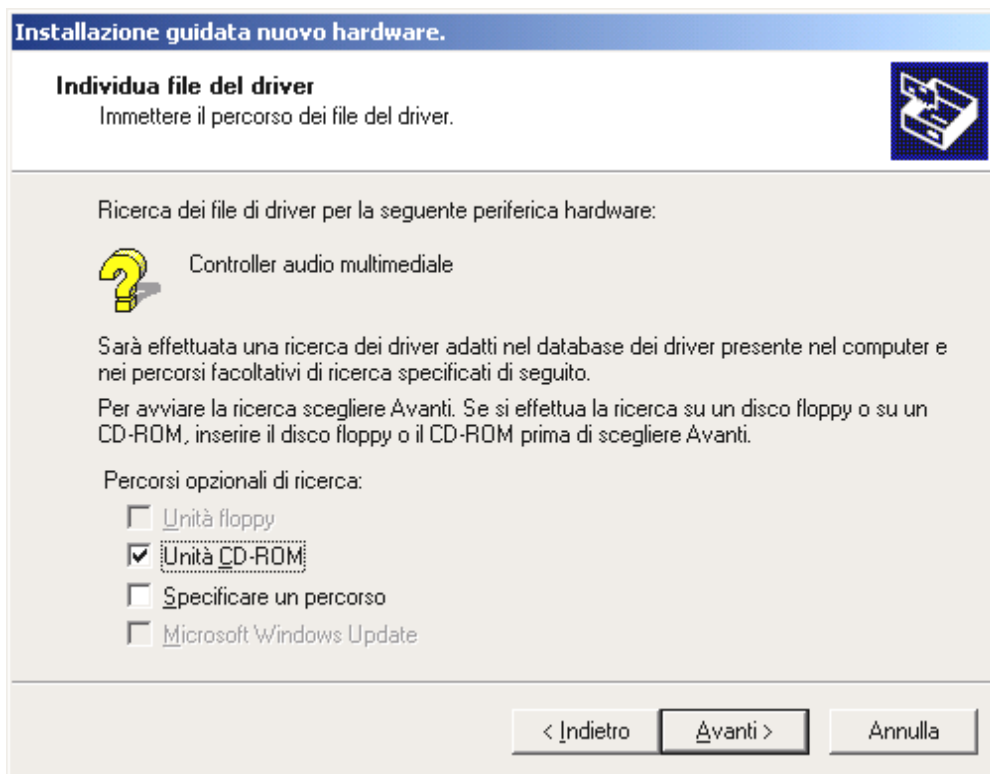 Installazione guidata nuovo hardware.
Individua file del driver
Immettere il percorso dei file del driver.
Ricerca dei file di driver per la seguente periferica hardware:
Controller audio multimediale
Sarà effettuata una ricerca dei driver adatti nel database dei driver presente nel computer e
nei percorsi facoltativi di ricerca specificati di seguito.
Per avviare la ricerca scegliere Avanti. Se si effettua la ricerca su un disco floppy o su un
CD-ROM, inserire il disco floppy o il CD-ROM prima di scegliere Avanti.
Percorsi opzionali di ricerca:
Unità floppy
Unità CD-ROM
Specificare un percorso
Microsoft Windows Update
< Indietro
Avanti >
Annulla